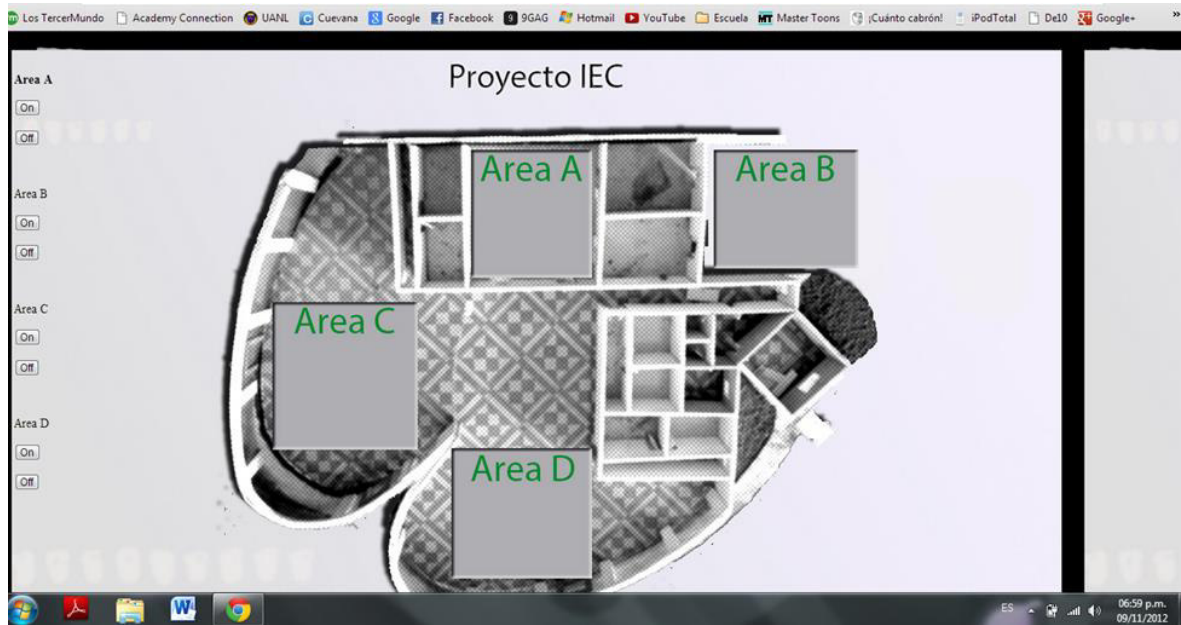 Los TercerMundo Academy Connection UANL Cuevana Google Facebook 9GAG Hotmail YouTube Escuela Master Toons ¡Cuánto cabrón! iPodTotal De10 Google+ »
Proyecto IEC
Area A
On
Off
Area B
On
Off
Area C
On
Off
Area D
On
Off
Area A
Area B
Area C
Area D
ES
06:59 p.m.
09/11/2012